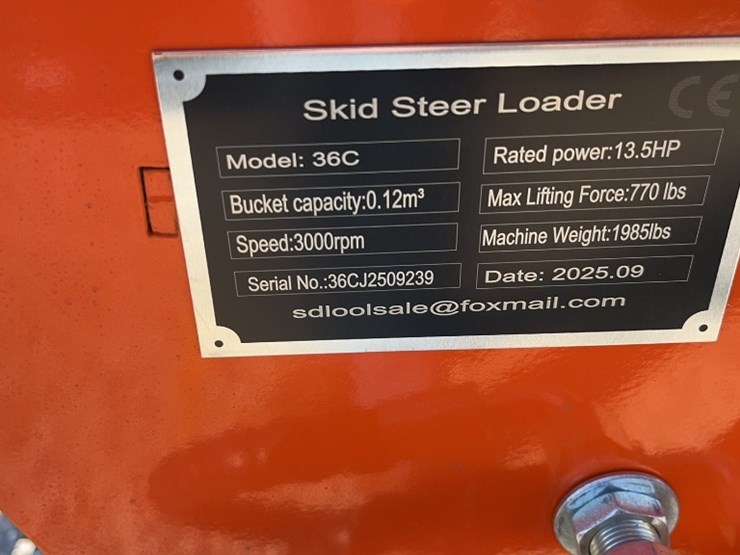 CE
Skid Steer Loader
Model: 36C
Rated power:13.5HP
Bucket capacity:0.12m³
Max Lifting Force:770 lbs
Speed:3000rpm
Machine Weight:1985lbs
Serial No.:36CJ2509239
Date: 2025.09
sdloolsale@foxmail.com